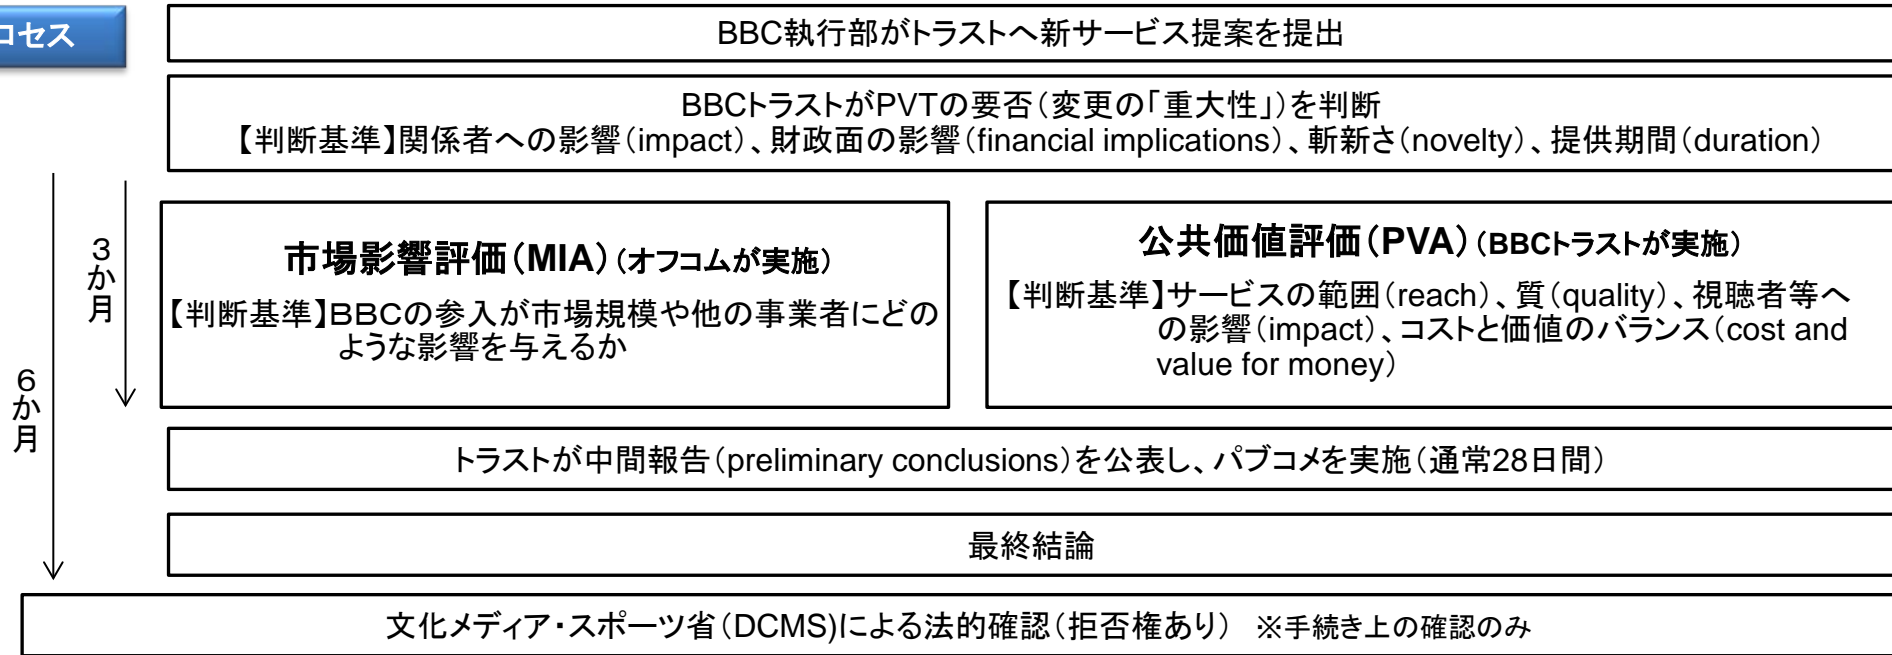 ロセス
BBC執行部がトラストへ新サービス提案を提出
BBCトラストがPVTの要否（変更の「重大性」）を判断
【判断基準】関係者への影響（impact）、財政面の影響（financial implications）、斬新さ（novelty）、提供期間（duration）
３か月
６か月
市場影響評価（MIA）（オフコムが実施）
【判断基準】ＢＢＣの参入が市場規模や他の事業者にどの
ような影響を与えるか
公共価値評価（PVA）（BBCトラストが実施）
【判断基準】サービスの範囲（reach）、質（quality）、視聴者等へ
の影響（impact）、コストと価値のバランス（cost and
value for money）
トラストが中間報告（preliminary conclusions）を公表し、パブコメを実施（通常28日間）
最終結論
文化メディア・スポーツ省（DCMS)による法的確認（拒否権あり） ※手続き上の確認のみ